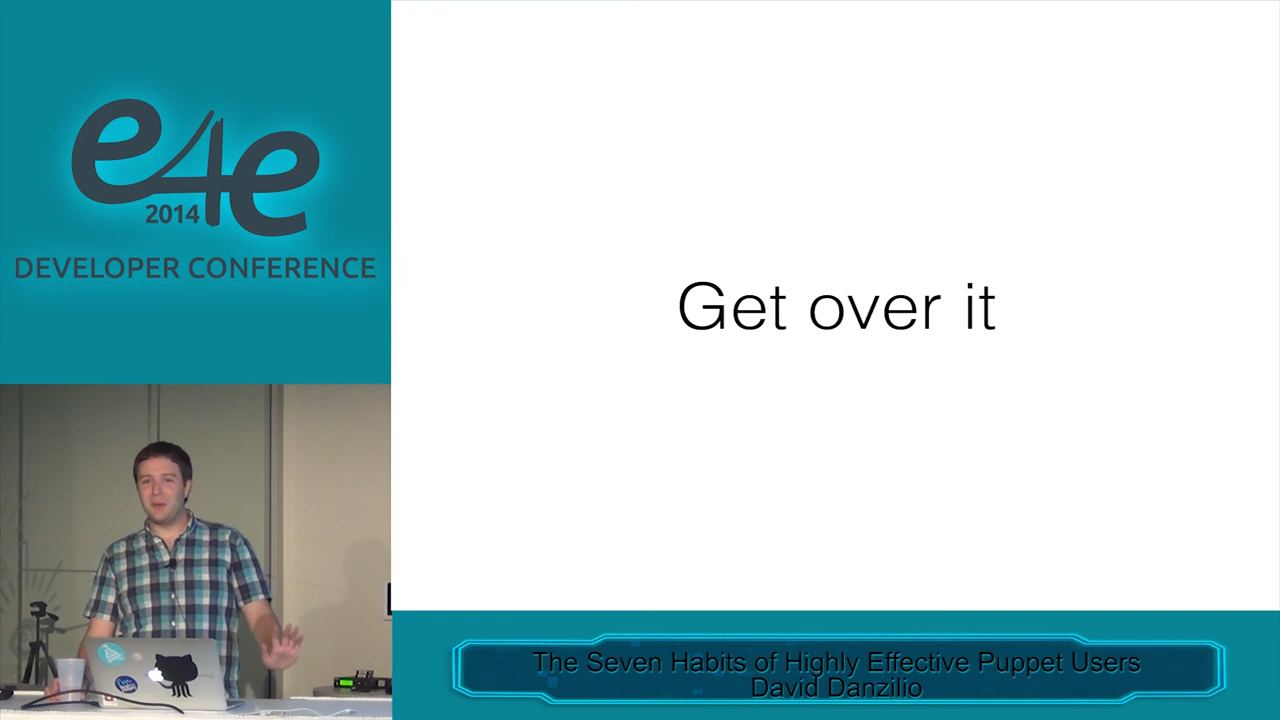 e4e
2014
DEVELOPER CONFERENCE
Get over it
The Seven Habits of Highly Effective Puppet Users
David Danzilio